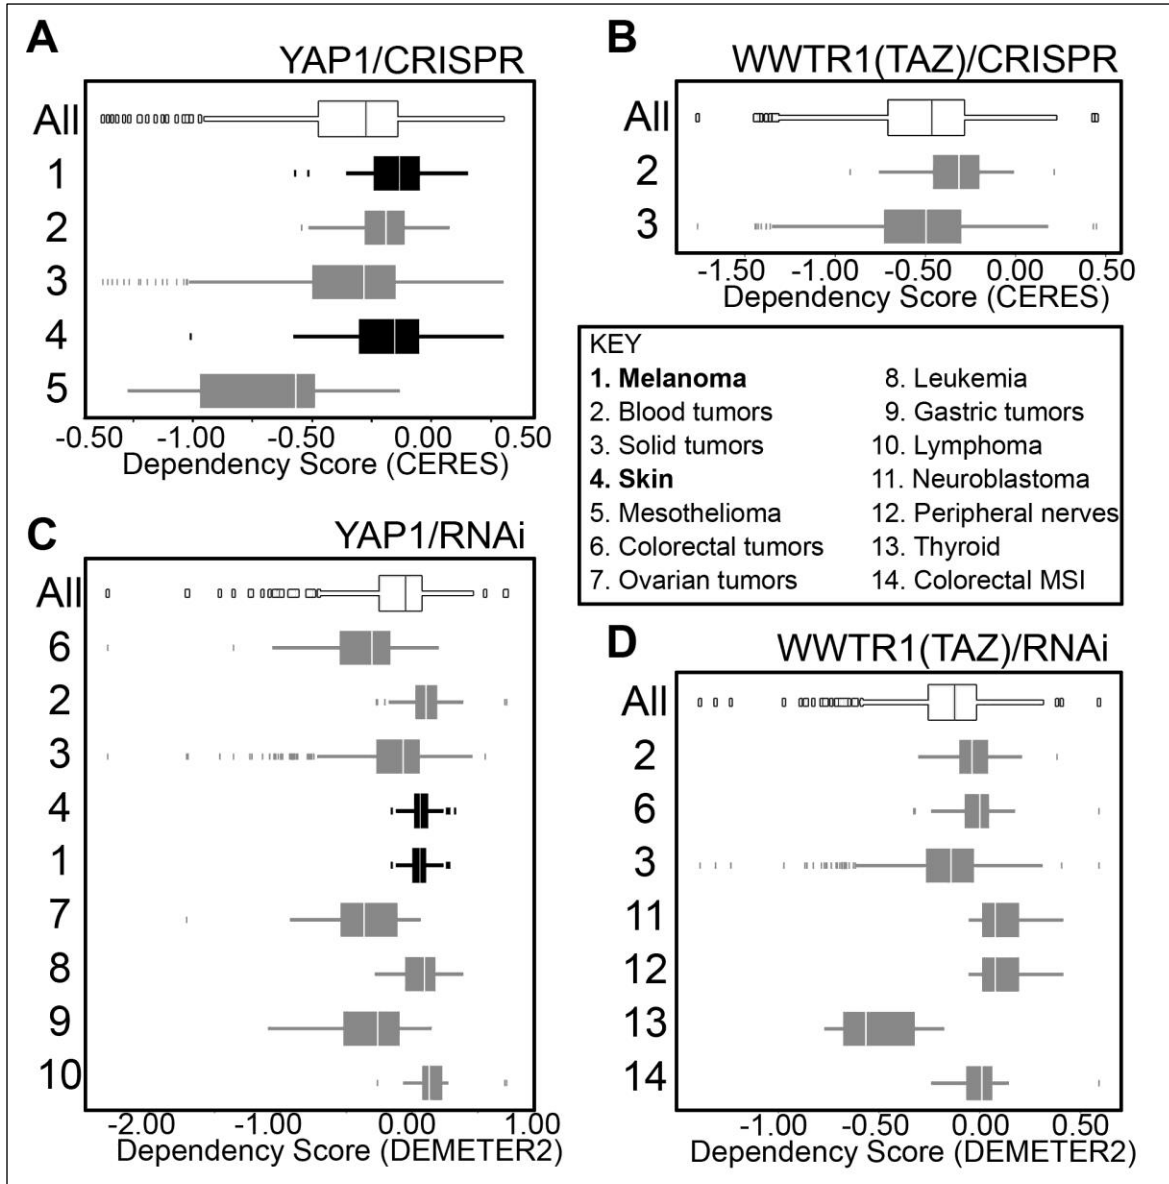 A
YAP1/CRISPR
All
1
2
3
4
5
-0.50 -1.00 -0.50 0.00 0.50
Dependency Score (CERES)
B
WWTR1(TAZ)/CRISPR
All
2
3
-1.50 -1.00 -0.50 0.00 0.50
Dependency Score (CERES)
KEY
1. Melanoma
2. Blood tumors
3. Solid tumors
4. Skin
5. Mesothelioma
6. Colorectal tumors
7. Ovarian tumors
8. Leukemia
9. Gastric tumors
10. Lymphoma
11. Neuroblastoma
12. Peripheral nerves
13. Thyroid
14. Colorectal MSI
C
YAP1/RNAi
All
6
2
3
4
1
7
8
9
10
-2.00 -1.00 0.00 1.00
Dependency Score (DEMETER2)
D
WWTR1(TAZ)/RNAi
All
2
6
3
11
12
13
14
-1.00 -0.50 -0.00 0.50
Dependency Score (DEMETER2)